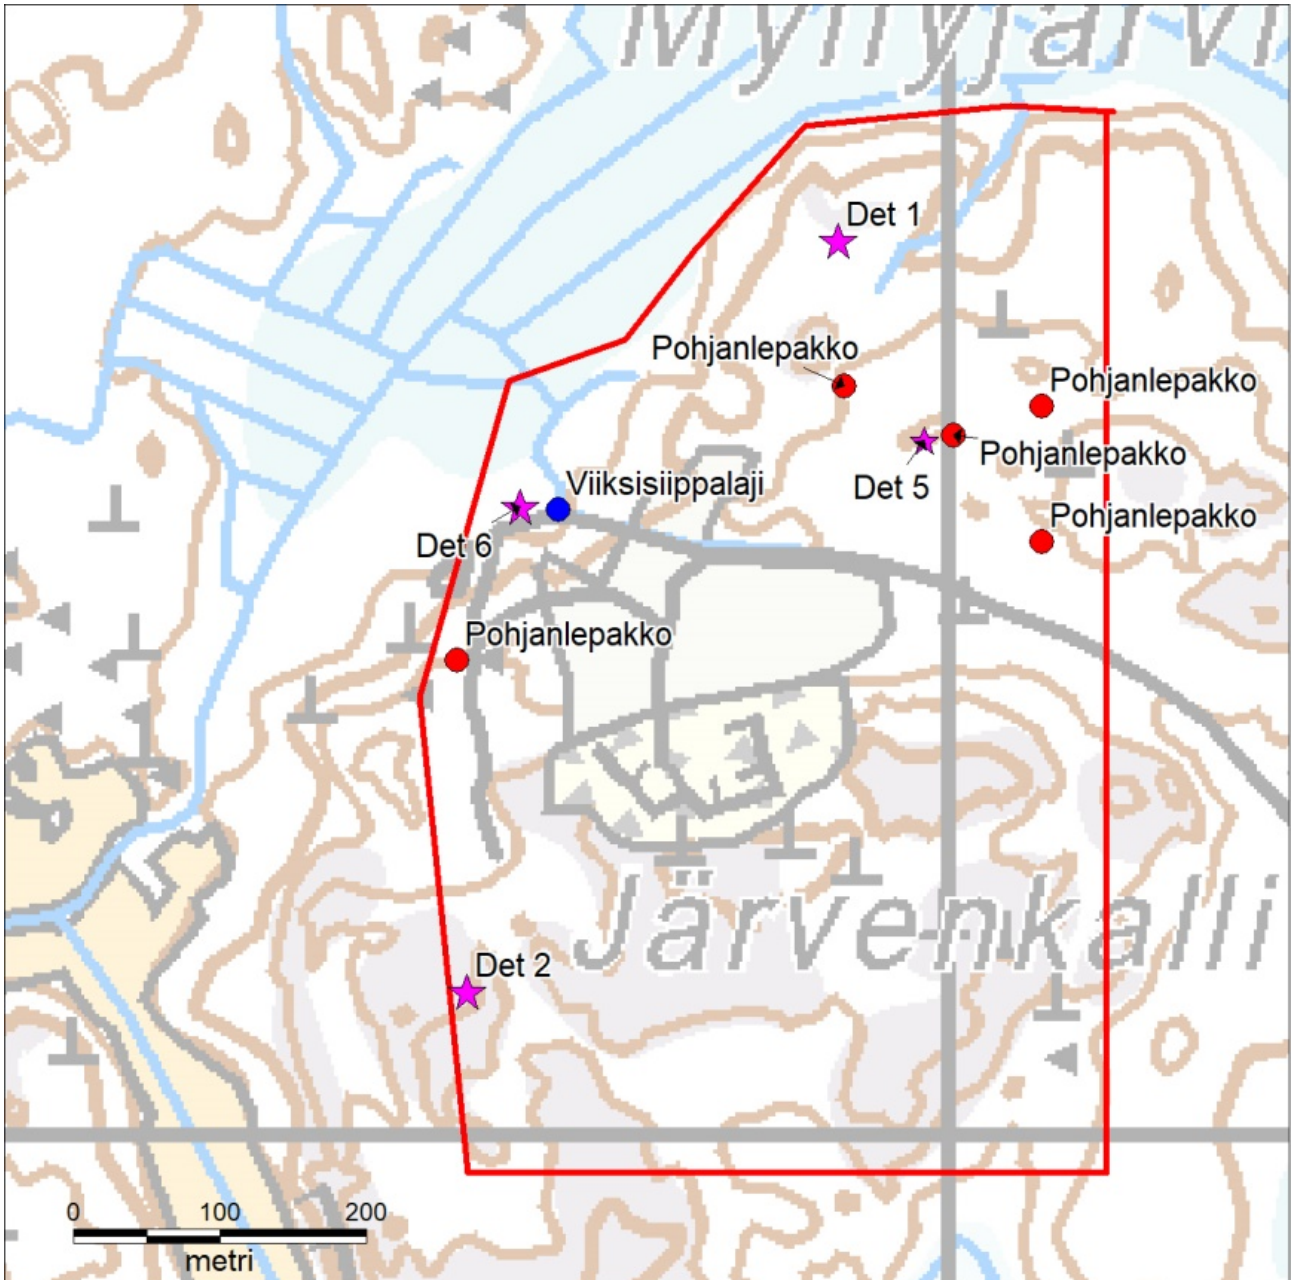 Myllyjärvi
Det 1
Pohjanlepakko
Pohjanlepakko
Pohjanlepakko
Det 5
Viiksisiippalaji
Pohjanlepakko
Det 6
Pohjanlepakko
Järvenkalli
Det 2
0 100 200
metri